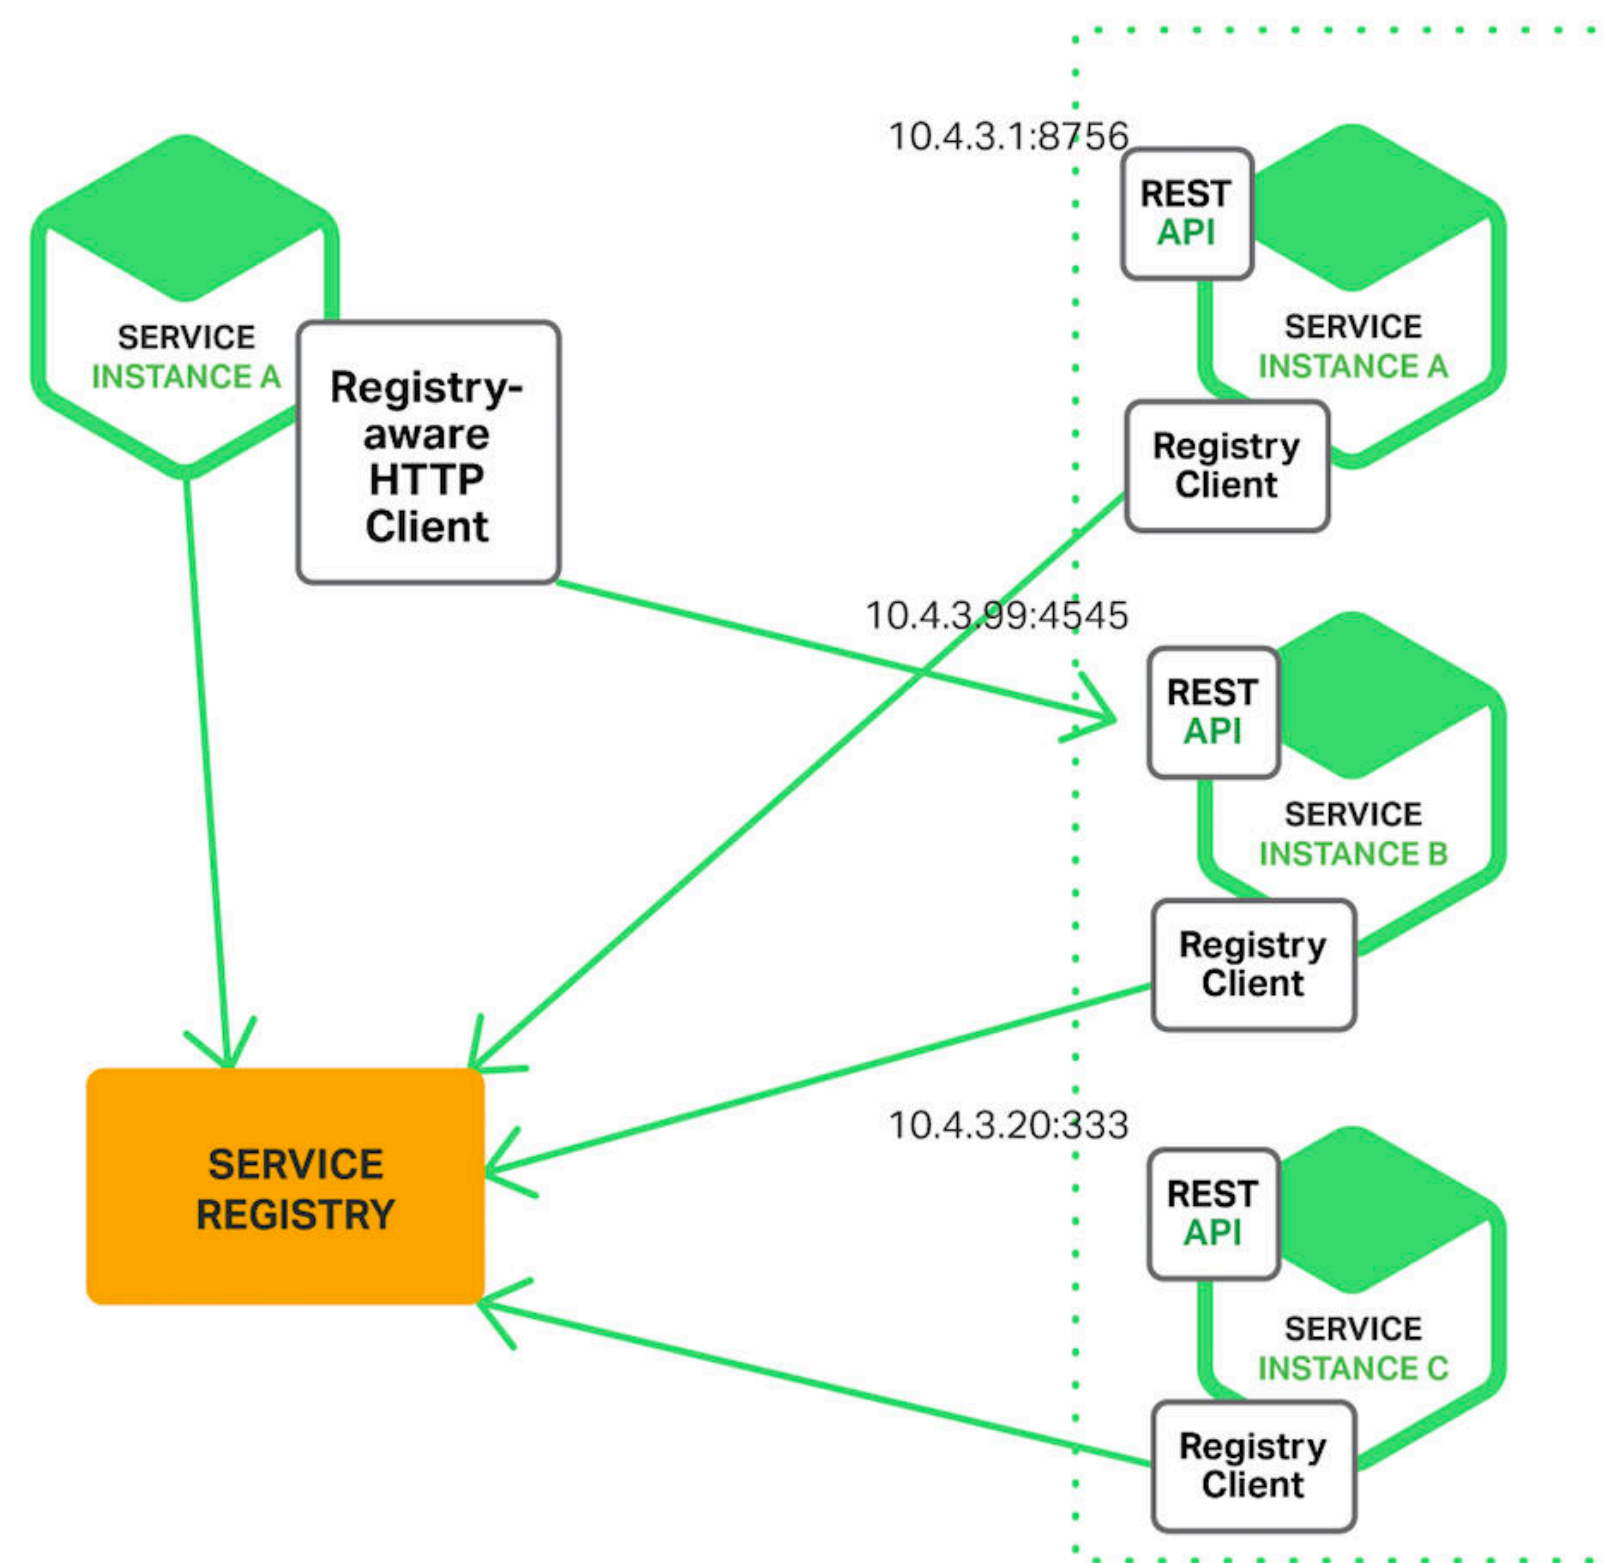 SERVICE
INSTANCE A
Registry-
aware
HTTP
Client
SERVICE
REGISTRY
10.4.3.1:8756
REST
API
SERVICE
INSTANCE A
Registry
Client
10.4.3.99:4545
REST
API
SERVICE
INSTANCE B
Registry
Client
10.4.3.20:333
REST
API
SERVICE
INSTANCE C
Registry
Client